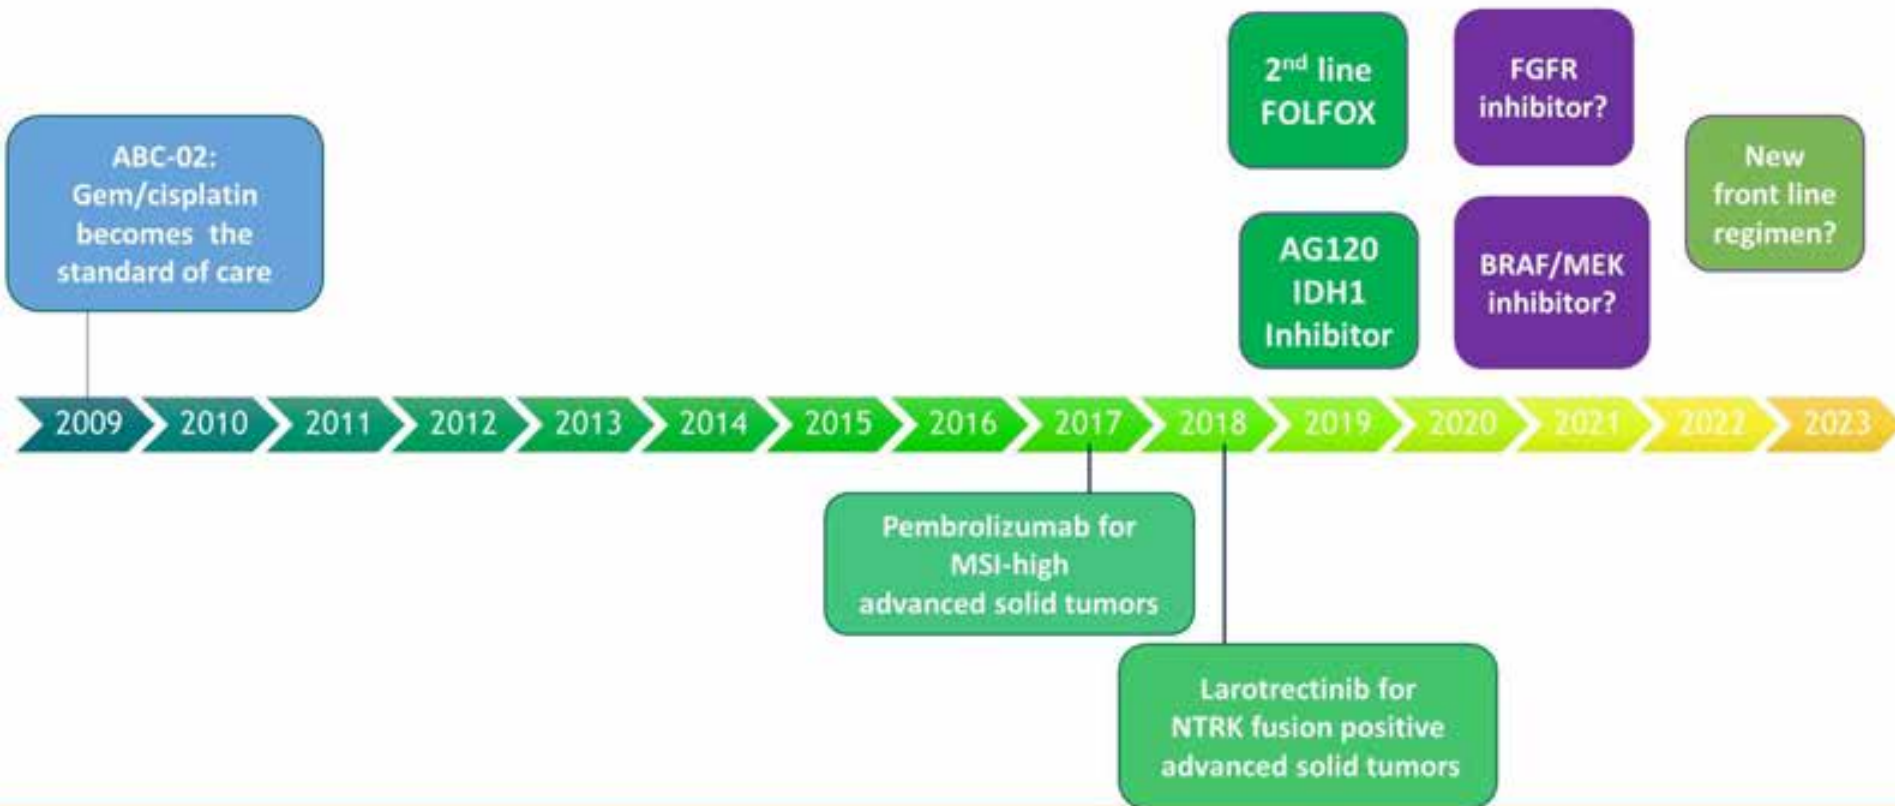 2nd line
FOLFOX
FGFR
inhibitor?
ABC-02:
Gem/cisplatin
becomes the
standard of care
New
front line
regimen?
AG120
IDH1
Inhibitor
BRAF/MEK
inhibitor?
2009 2010 2011 2012 2013 2014 2015 2016 2017 2018 2019 2020 2021 2022 2023
Pembrolizumab for
MSI-high
advanced solid tumors
Larotrectinib for
NTRK fusion positive
advanced solid tumors